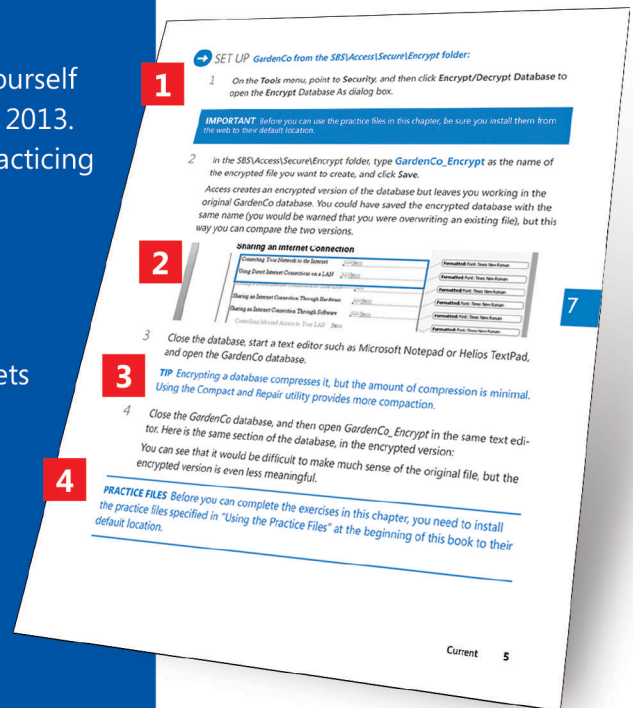 ourself
2013.
acticing
ets
1
2
3
4
SET UP GardenCo from the SBS\Access\Secure\Encrypt folder:
1 On the Tools menu, point to Security, and then click Encrypt/Decrypt Database to
open the Encrypt Database As dialog box.
IMPORTANT Before you can use the practice files in this chapter, be sure you install them from
the web to their default location.
2 In the SBS\Access\Secure\Encrypt folder, type GardenCo_Encrypt as the name of
the encrypted file you want to create, and click Save.
Access creates an encrypted version of the database but leaves you working in the
original GardenCo database. You could have saved the encrypted database with the
same name (you would be warned that you were overwriting an existing file), but this
way you can compare the two versions.
Sharing an Internet Connection
Connecting Your Network to the Internet
Using Direct Internet Connections on a LAN
Sharing an Internet Connection Through Hardware
Sharing an Internet Connection Through Software
Controlling Inbound Access to Your LAN
Formatted: Font: Times New Roman
Formatted: Font: Times New Roman
Formatted: Font: Times New Roman
Formatted: Font: Times New Roman
Formatted: Font: Times New Roman
7
3 Close the database, start a text editor such as Microsoft Notepad or Helios TextPad,
and open the GardenCo database.
TIP Encrypting a database compresses it, but the amount of compression is minimal.
Using the Compact and Repair utility provides more compaction.
4 Close the GardenCo database, and then open GardenCo_Encrypt in the same text edi-
tor. Here is the same section of the database, in the encrypted version:
You can see that it would be difficult to make much sense of the original file, but the
encrypted version is even less meaningful.
PRACTICE FILES Before you can complete the exercises in this chapter, you need to install
the practice files specified in "Using the Practice Files" at the beginning of this book to their
default location.
Current 5